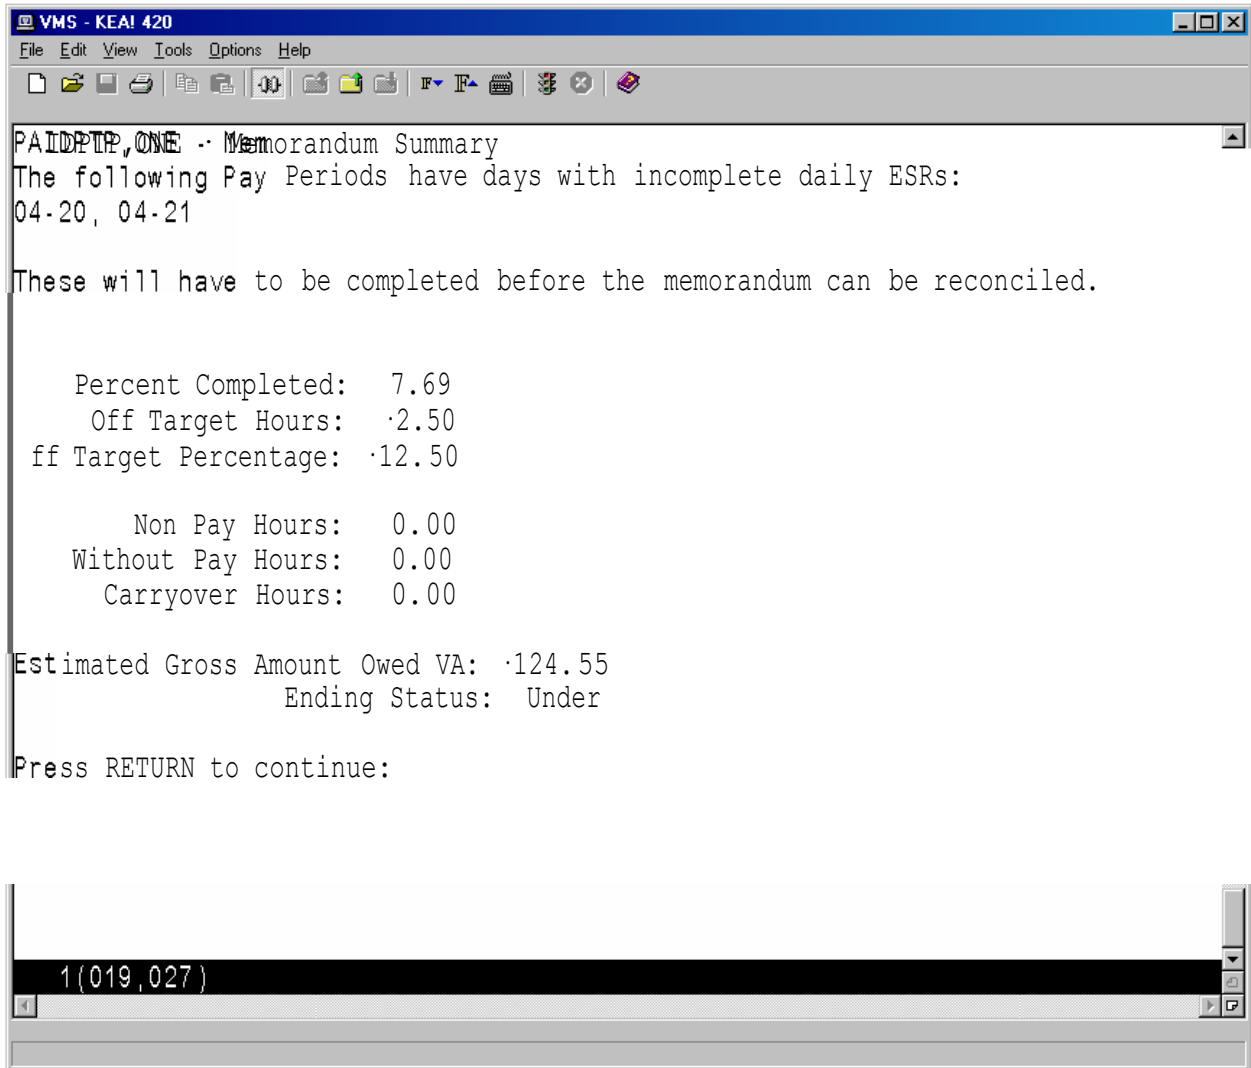 VMS - KEA! 420
File Edit View Tools Options Help
PAIDPTP,ONE - Memorandum Summary
The following Pay Periods have days with incomplete daily ESRs:
04-20, 04-21
These will have to be completed before the memorandum can be reconciled.
Percent Completed: 7.69
Off Target Hours: -2.50
ff Target Percentage: -12.50
Non Pay Hours: 0.00
Without Pay Hours: 0.00
Carryover Hours: 0.00
Estimated Gross Amount Owed VA: -124.55
Ending Status: Under
Press RETURN to continue:
1(019,027)